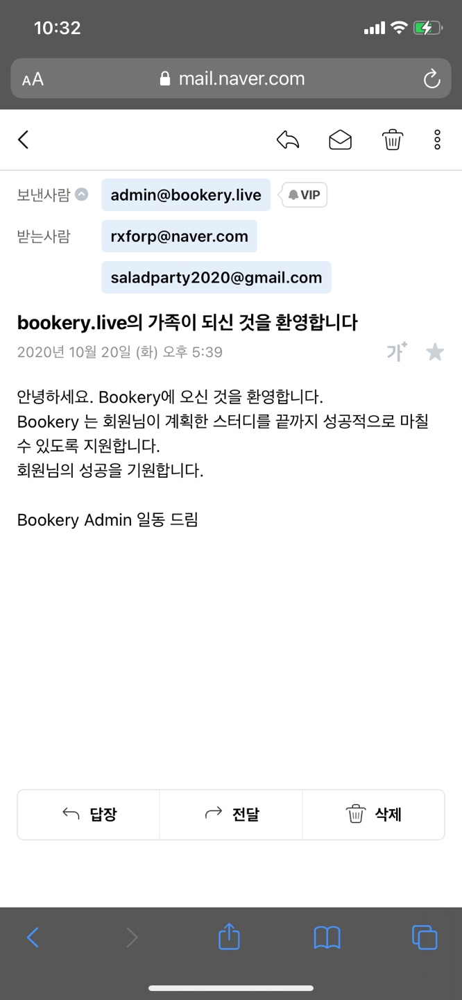 10:32
AA mail.naver.com
보낸사람 admin@bookery.live VIP
받는사람 rxforp@naver.com
saladparty2020@gmail.com
bookery.live의 가족이 되신 것을 환영합니다
2020년 10월 20일 (화) 오후 5:39 가+
안녕하세요. Bookery에 오신 것을 환영합니다.
Bookery 는 회원님이 계획한 스터디를 끝까지 성공적으로 마칠
수 있도록 지원합니다.
회원님의 성공을 기원합니다.
Bookery Admin 일동 드림
답장 전달 삭제